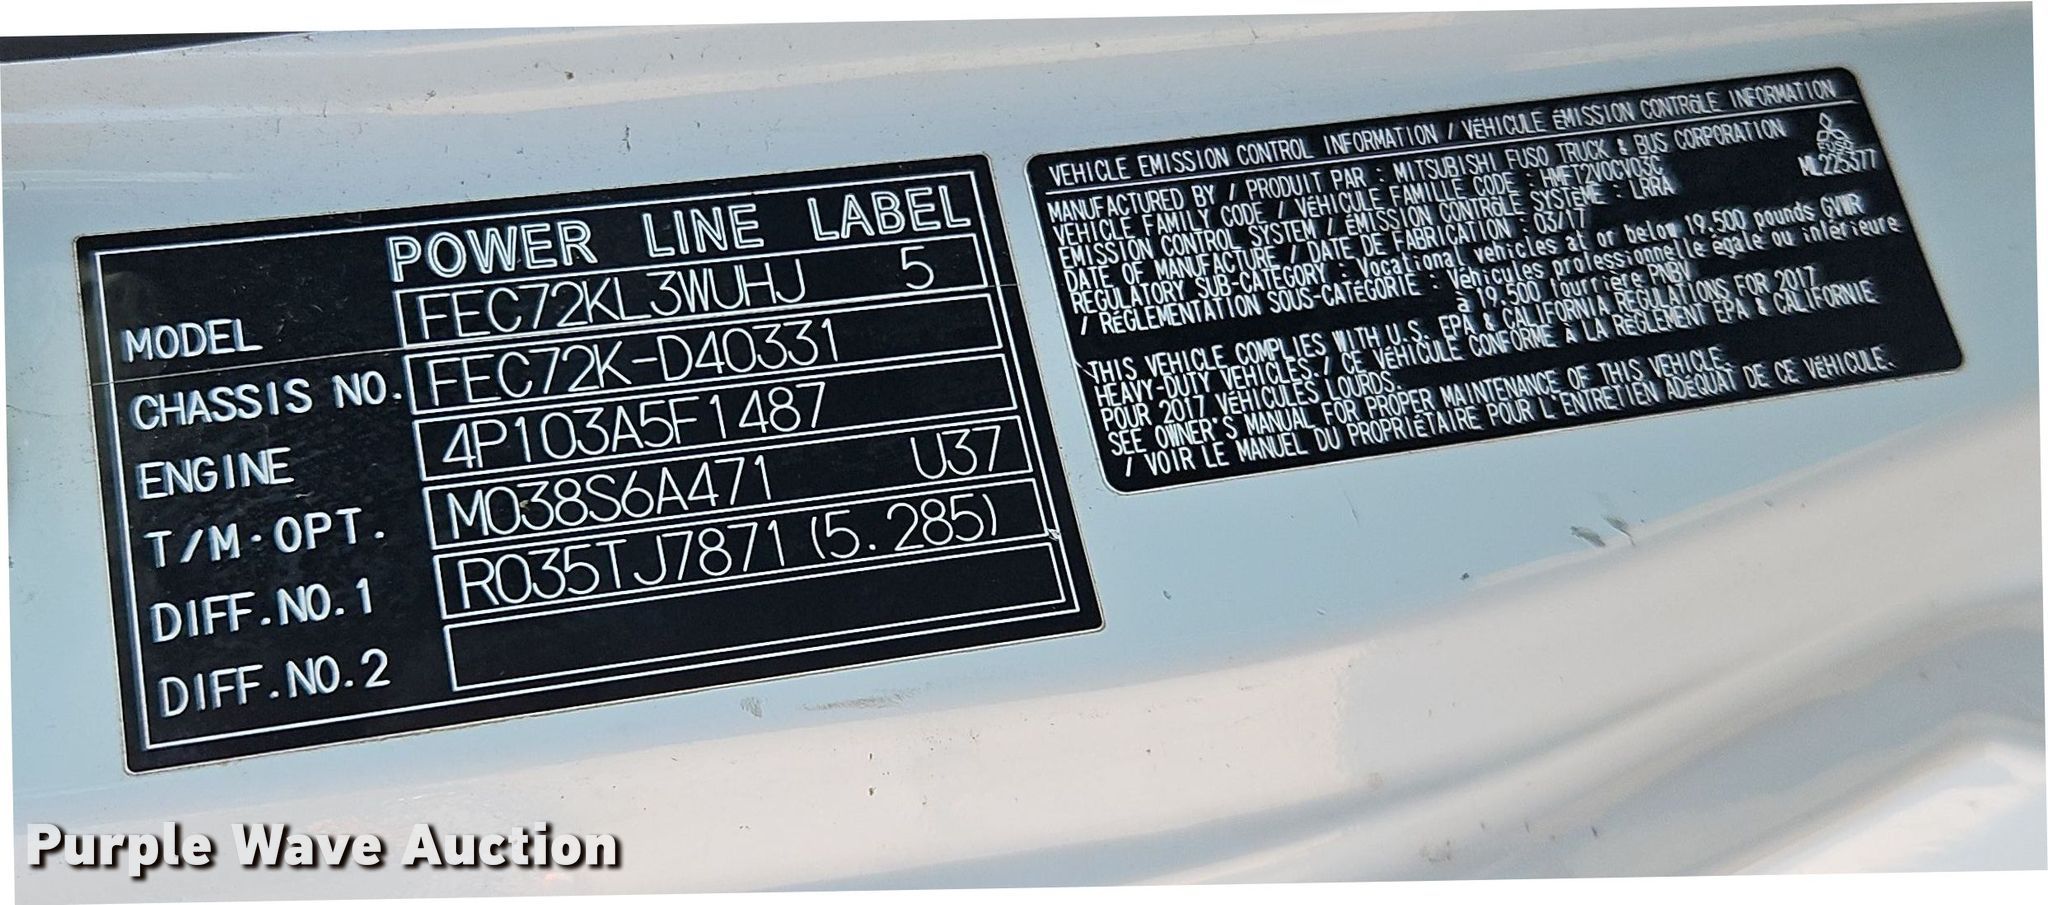 POWER LINE LABEL
MODEL FEC72KL3WUHJ 5
CHASSIS NO. FEC72K-D40331
ENGINE 4P103A5F1487
T/M·OPT. M038S6A471 U37
DIFF.NO.1 R035TJ7871 (5.285)
DIFF.NO.2
VEHICLE EMISSION CONTROL INFORMATION / VÉHICULE ÉMISSION CONTRÔLE INFORMATION
MANUFACTURED BY / PRODUIT PAR : MITSUBISHI FUSO TRUCK & BUS CORPORATION
VEHICLE FAMILY CODE / VÉHICULE FAMILLE CODE : HMFT2VOCV03C
EMISSION CONTROL SYSTEM / ÉMISSION CONTRÔLE SYSTÈME : LRRA
DATE OF MANUFACTURE / DATE DE FABRICATION : 03/17
REGULATORY SUB-CATEGORY : Vocational vehicles at or below 19,500 pounds GVWR
/ RÉGLEMENTATION SOUS-CATÉGORIE : Véhicules professionnelle égale ou inférieure
à 19,500 fourrière PNBV
THIS VEHICLE COMPLIES WITH U.S. EPA & CALIFORNIA REGULATIONS FOR 2017
HEAVY-DUTY VEHICLES. / CE VÉHICULE CONFORME À LA RÈGLEMENT EPA & CALIFORNIE
POUR 2017 VÉHICULES LOURDS.
SEE OWNER'S MANUAL FOR PROPER MAINTENANCE OF THIS VEHICLE.
/ VOIR LE MANUEL DU PROPRIÉTAIRE POUR L'ENTRETIEN ADÉQUAT DE CE VÉHICULE.
FUSO
ML225377
Purple Wave Auction